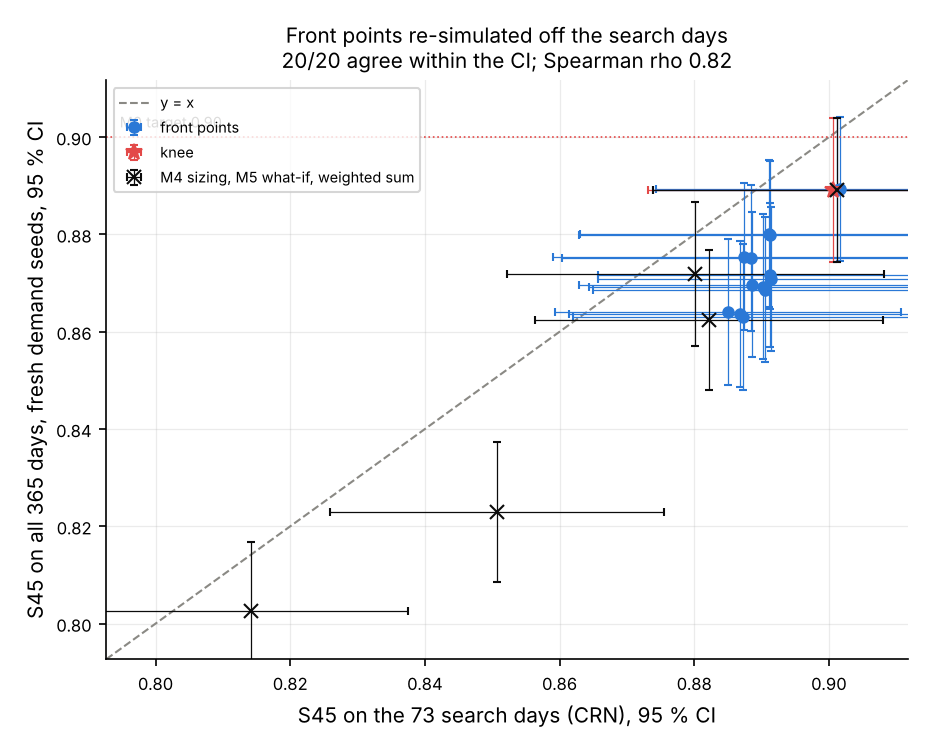 Front points re-simulated off the search days
20/20 agree within the CI; Spearman rho 0.82
y = x
front points
knee
M4 sizing, M5 what-if, weighted sum
S45 on all 365 days, fresh demand seeds, 95 % CI
0.90
0.88
0.86
0.84
0.82
0.80
0.80
0.82
0.84
0.86
0.88
0.90
S45 on the 73 search days (CRN), 95 % CI